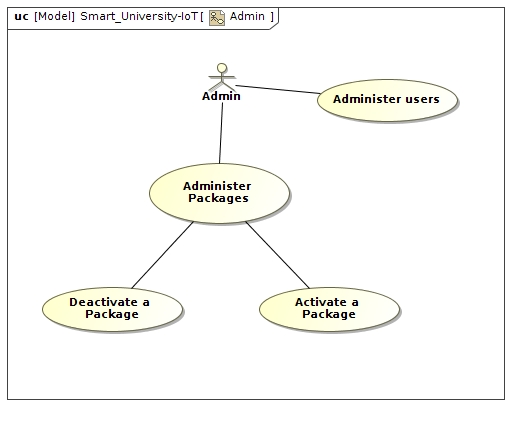 uc [Model] Smart_University-IoT[ Admin ]
Admin
Administer users
Administer
Packages
Deactivate a
Package
Activate a
Package